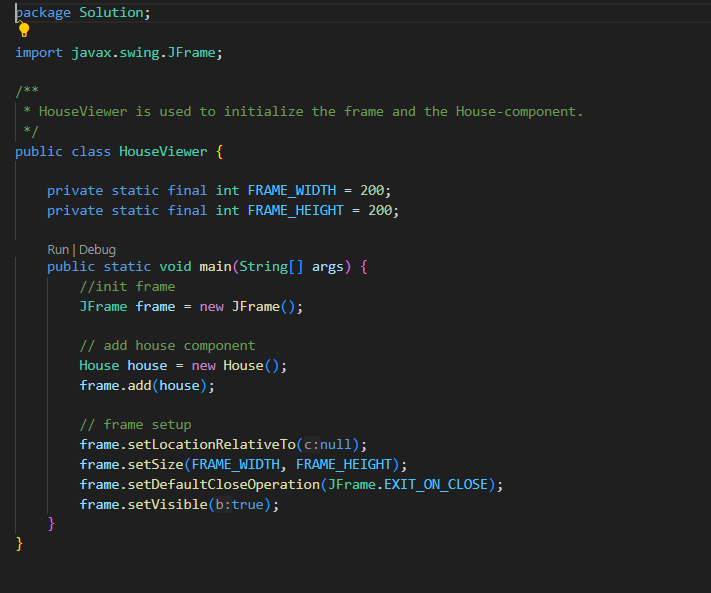 package Solution;
import javax.swing.JFrame;
/**
 * HouseViewer is used to initialize the frame and the House-component.
 */
public class HouseViewer {
    private static final int FRAME_WIDTH = 200;
    private static final int FRAME_HEIGHT = 200;
    Run | Debug
    public static void main(String[] args) {
        //init frame
        JFrame frame = new JFrame();
        // add house component
        House house = new House();
        frame.add(house);
        // frame setup
        frame.setLocationRelativeTo(c:null);
        frame.setSize(FRAME_WIDTH, FRAME_HEIGHT);
        frame.setDefaultCloseOperation(JFrame.EXIT_ON_CLOSE);
        frame.setVisible(b:true);
    }
}